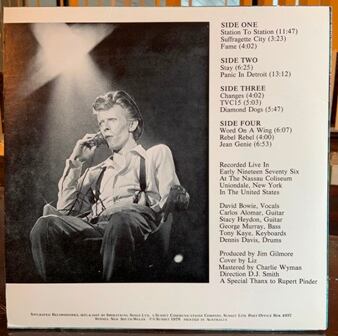 SIDE ONE
Station To Station (11:47)
Suffragette City (3:23)
Fame (4:02)
SIDE TWO
Stay (6:25)
Panic In Detroit (13:12)
SIDE THREE
Changes (4:02)
TVC15 (5:03)
Diamond Dogs (5:47)
SIDE FOUR
Word On A Wing (6:07)
Rebel Rebel (4:00)
Jean Genie (6:53)
Recorded Live In
Early Nineteen Seventy Six
At The Nassau Coliseum
Uniondale, New York
In The United States
David Bowie, Vocals
Carlos Alomar, Guitar
Stacy Heydon, Guitar
George Murray, Bass
Tony Kaye, Keyboards
Dennis Davis, Drums
Produced by Jim Gilmore
Cover by Liz
Mastered by Charlie Wyman
Direction D.J. Smith
A Special Thanx to Rupert Pinder